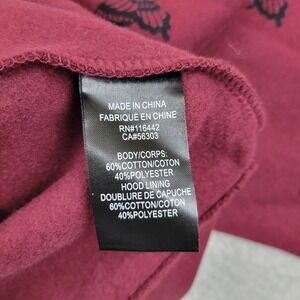 MADE IN CHINA
FABRIQUE EN CHINE
RN#116442
CA#56303
BODY/CORPS:
60%COTTON/COTON
40%POLYESTER
HOOD LINING
DOUBLURE DE CAPUCHE
60%COTTON/COTON
40%POLYESTER